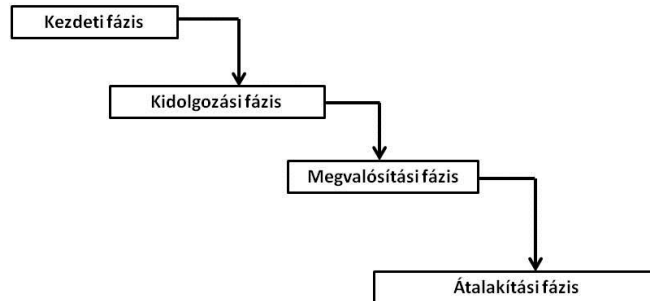 Kezdeti fázis
Kidolgozási fázis
Megvalósítási fázis
Átalakítási fázis